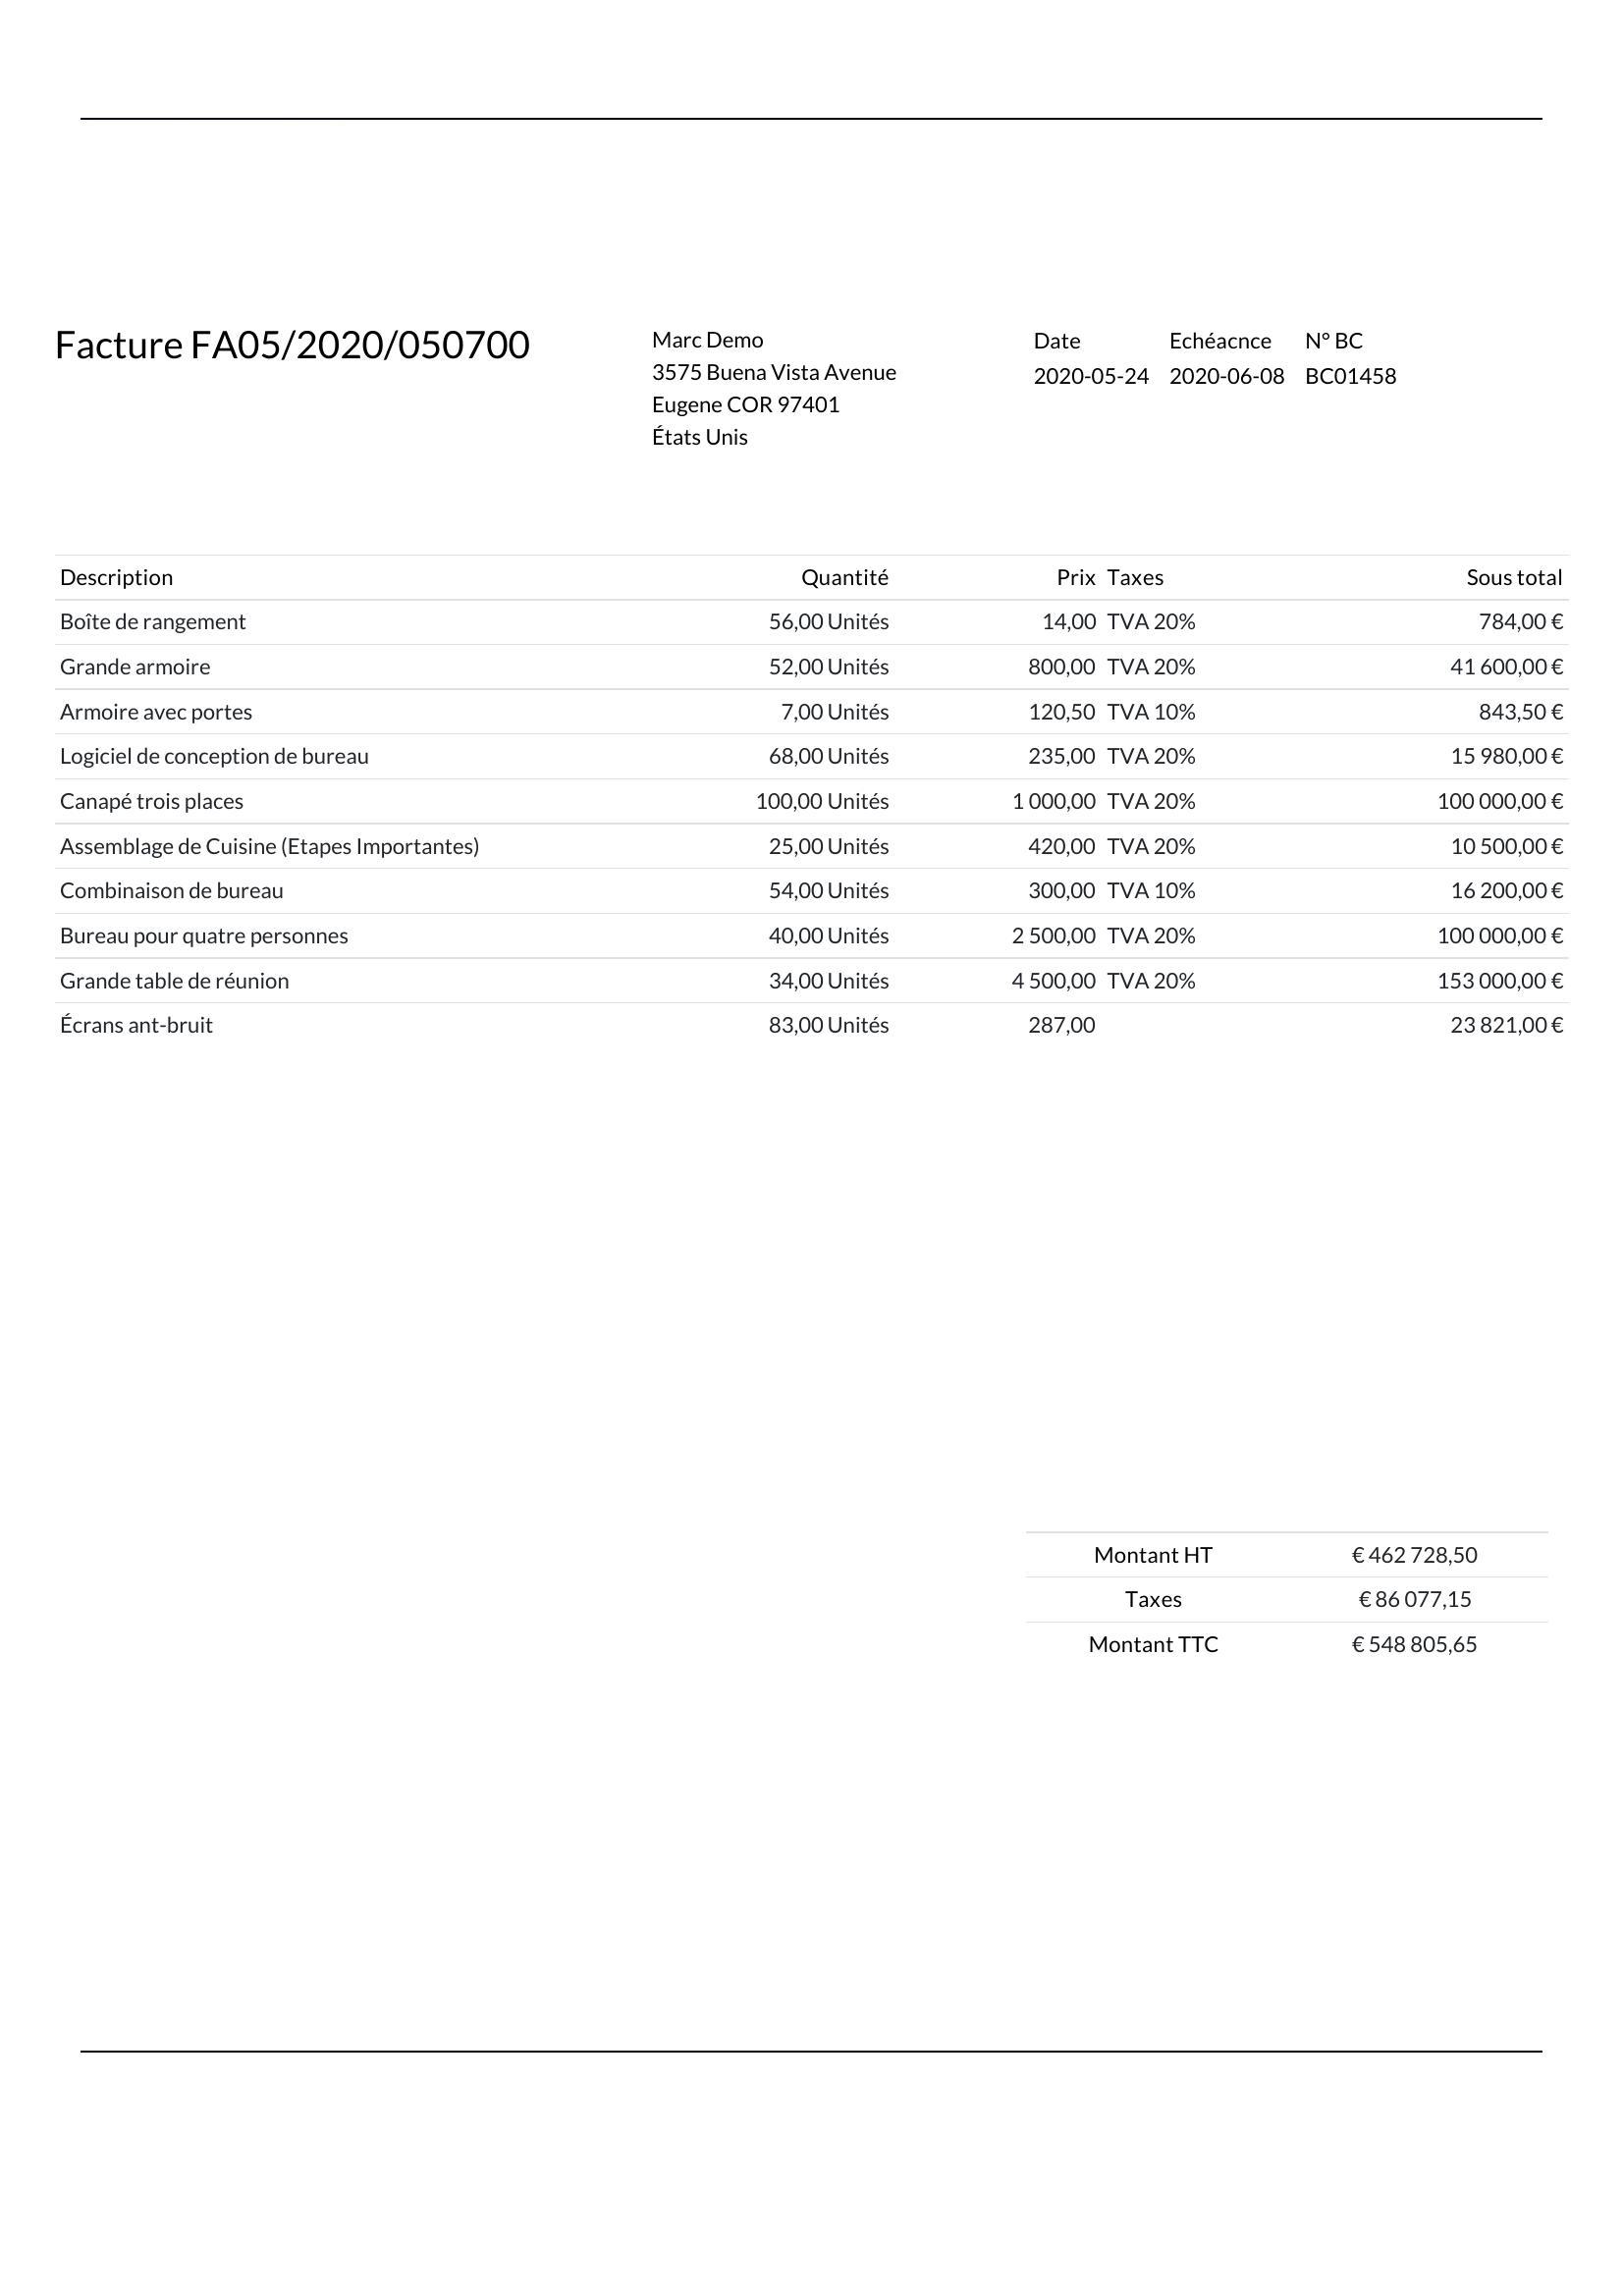 Facture FA05/2020/050700
Marc Demo
3575 Buena Vista Avenue
Eugene COR 97401
États Unis
Date Echéacnce N° BC
2020-05-24 2020-06-08 BC01458
Description Quantité Prix Taxes Sous total
Boîte de rangement 56,00 Unités 14,00 TVA 20% 784,00 €
Grande armoire 52,00 Unités 800,00 TVA 20% 41 600,00 €
Armoire avec portes 7,00 Unités 120,50 TVA 10% 843,50 €
Logiciel de conception de bureau 68,00 Unités 235,00 TVA 20% 15 980,00 €
Canapé trois places 100,00 Unités 1 000,00 TVA 20% 100 000,00 €
Assemblage de Cuisine (Etapes Importantes) 25,00 Unités 420,00 TVA 20% 10 500,00 €
Combinaison de bureau 54,00 Unités 300,00 TVA 10% 16 200,00 €
Bureau pour quatre personnes 40,00 Unités 2 500,00 TVA 20% 100 000,00 €
Grande table de réunion 34,00 Unités 4 500,00 TVA 20% 153 000,00 €
Écrans ant-bruit 83,00 Unités 287,00 23 821,00 €
Montant HT € 462 728,50
Taxes € 86 077,15
Montant TTC € 548 805,65